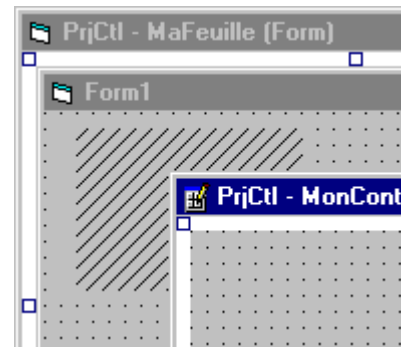 PrjCtl - MaFeuille (Form)
Form1
PrjCtl - MonCont